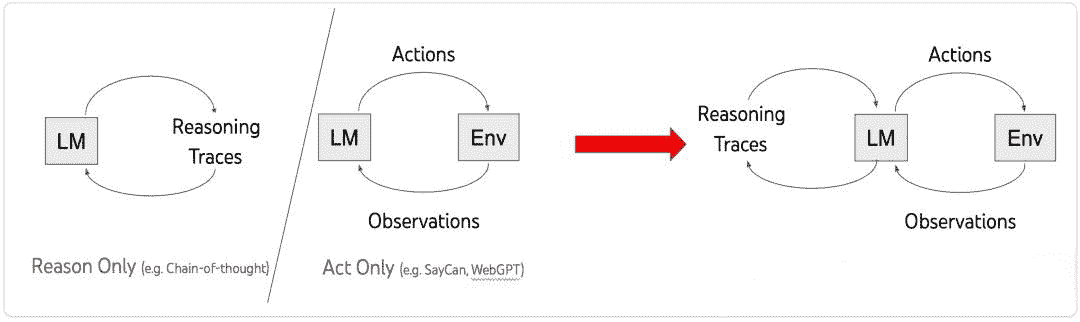 LM
Reasoning
Traces
Reason Only (e.g. Chain-of-thought)
Actions
LM
Env
Observations
Act Only (e.g. SayCan, WebGPT)
Reasoning
Traces
LM
Actions
Env
Observations